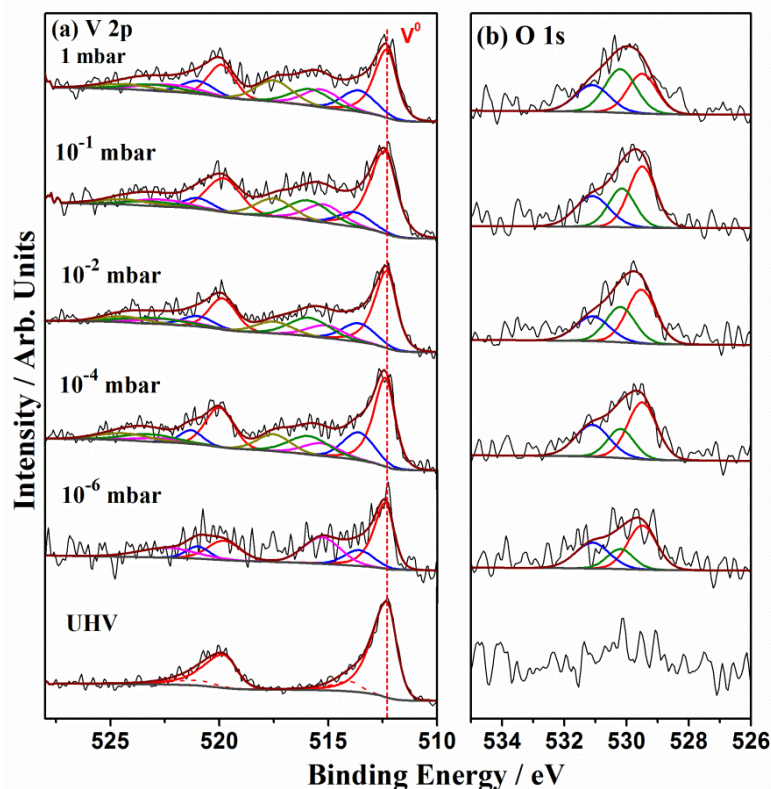 (a) V 2p
V⁰
(b) O 1s
1 mbar
10⁻¹ mbar
10⁻² mbar
10⁻⁴ mbar
10⁻⁶ mbar
UHV
Intensity / Arb. Units
525 520 515 510
534 532 530 528 526
Binding Energy / eV